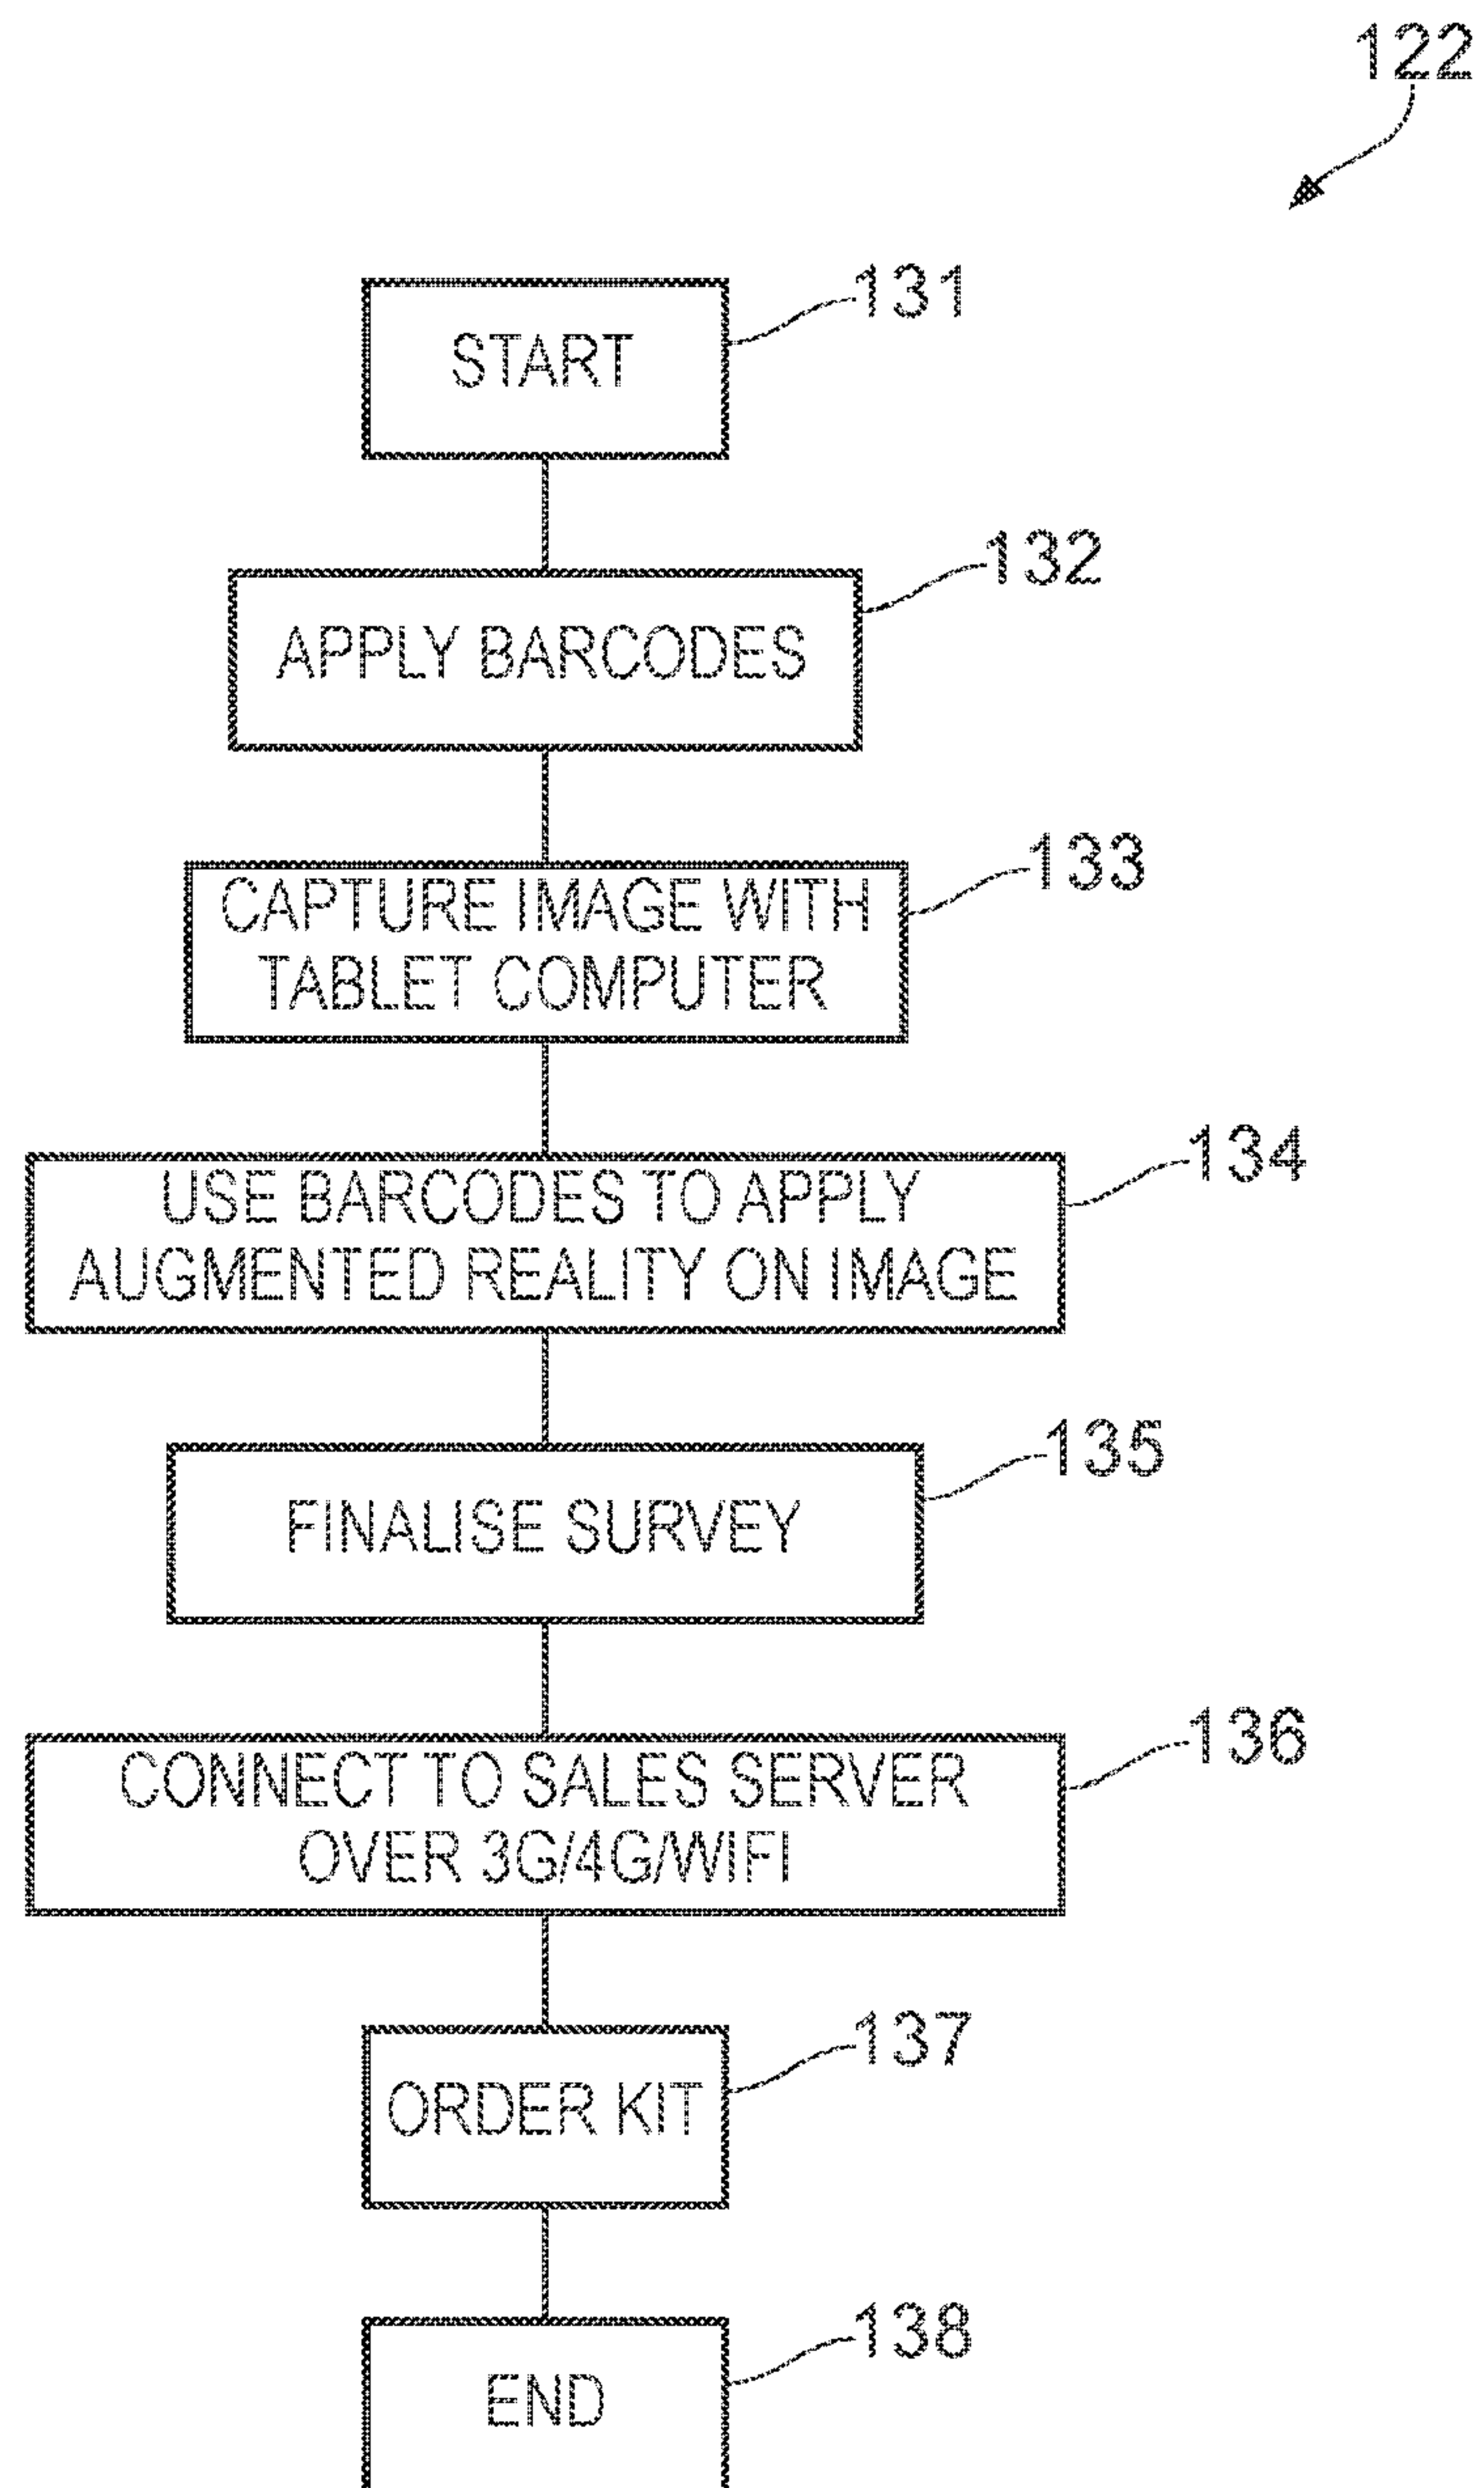 122
131
START
132
APPLY BARCODES
133
CAPTURE IMAGE WITH
TABLET COMPUTER
134
USE BARCODES TO APPLY
AUGMENTED REALITY ON IMAGE
135
FINALISE SURVEY
136
CONNECT TO SALES SERVER
OVER 3G/4G/WIFI
137
ORDER KIT
138
END